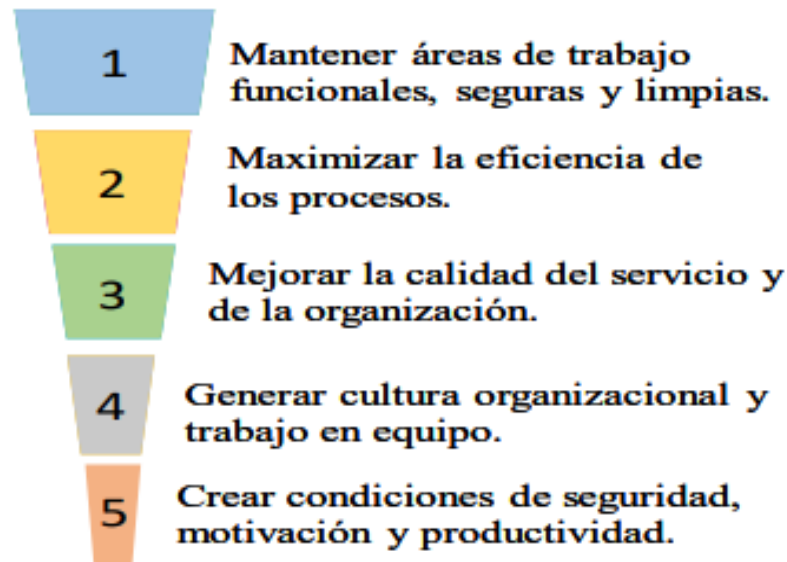 1
Mantener áreas de trabajo
funcionales, seguras y limpias.
2
Maximizar la eficiencia de
los procesos.
3
Mejorar la calidad del servicio y
de la organización.
4
Generar cultura organizacional y
trabajo en equipo.
5
Crear condiciones de seguridad,
motivación y productividad.